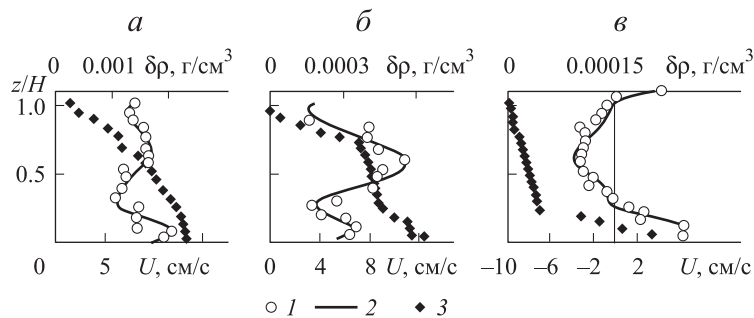 а б в
0 0.001 δρ, г/см³ 0 0.0003 δρ, г/см³ 0 0.00015 δρ, г/см³
z/H
1.0
0.5
0 5 U, см/с 0 4 8 U, см/с –10 –6 –2 2 U, см/с
1 2 3